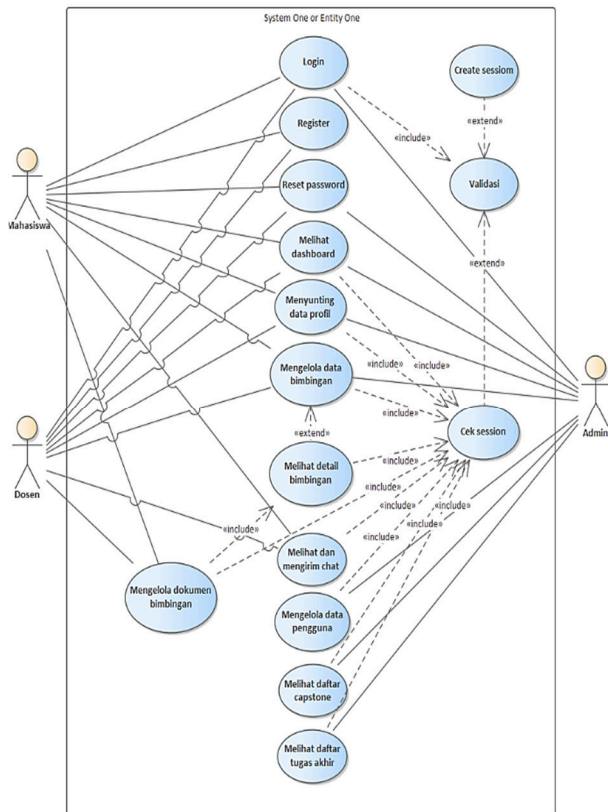 System One or Entity One
Login
Create sessiom
«include»
«extend»
Register
Mahasiswa
Reset password
Validasi
Melihat
dashboard
«extend»
Menyunting
data profil
«include»
«include»
Mengelola data
bimbingan
«include»
Admin
Dosen
«extend»
Cek session
Melihat detail
bimbingan
«include»
«include»
«include»
«include»
«include»
«include»
Melihat dan
mengirim chat
Mengelola dokumen
bimbingan
Mengelola data
pengguna
Melihat daftar
capstone
Melihat daftar
tugas akhir